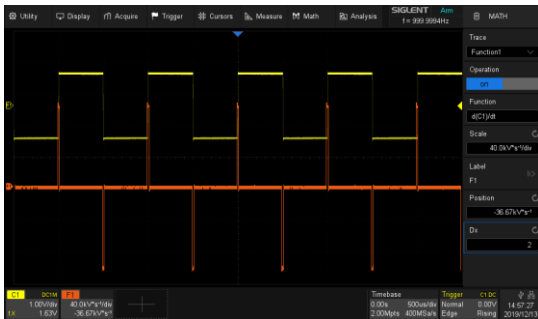 Utility Display Acquire Trigger Cursors Measure Math Analysis
SIGLENT Arm
f = 999.9994Hz
MATH
Trace
Function1
Operation
on
Function
d(C1)/dt
Scale
40.0kV*s⁻¹/div
Label
F1
Position
-36.67kV*s⁻¹
Dx
2
C1 DC1M
1.00V/div
1X 1.63V
F1
40.0kV*s⁻¹/div
-36.67kV*s⁻¹
Timebase
0.00s 500us/div
2.00Mpts 400MSa/s
Trigger C1 DC
Normal 0.00V
Edge Rising
14:57:27
2019/12/13